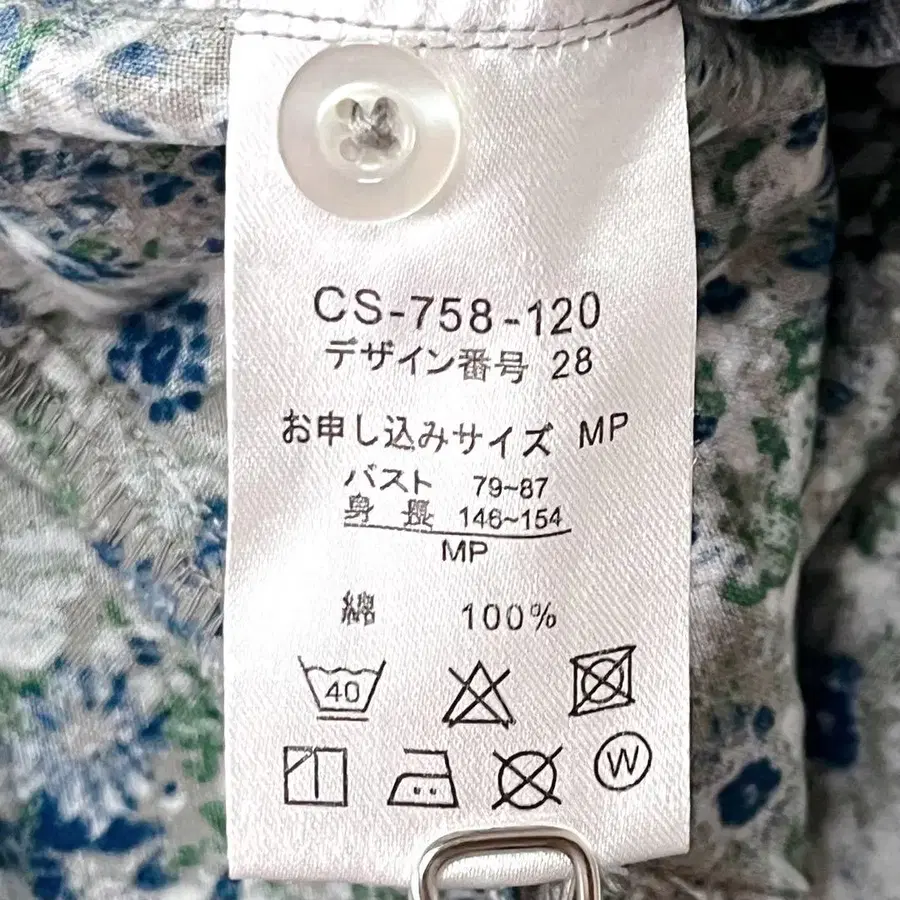 CS-758-120
デザイン番号 28
お申し込みサイズ MP
バスト 79~87
身長 146~154
MP
綿 100%
40
W